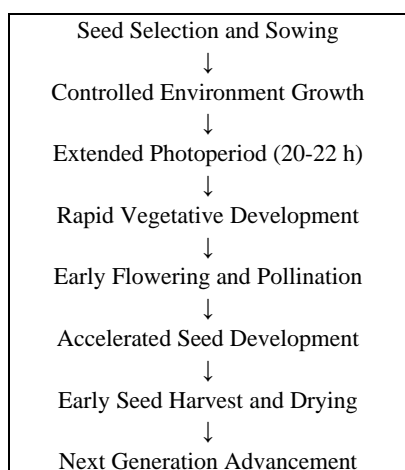 Seed Selection and Sowing
↓
Controlled Environment Growth
↓
Extended Photoperiod (20-22 h)
↓
Rapid Vegetative Development
↓
Early Flowering and Pollination
↓
Accelerated Seed Development
↓
Early Seed Harvest and Drying
↓
Next Generation Advancement